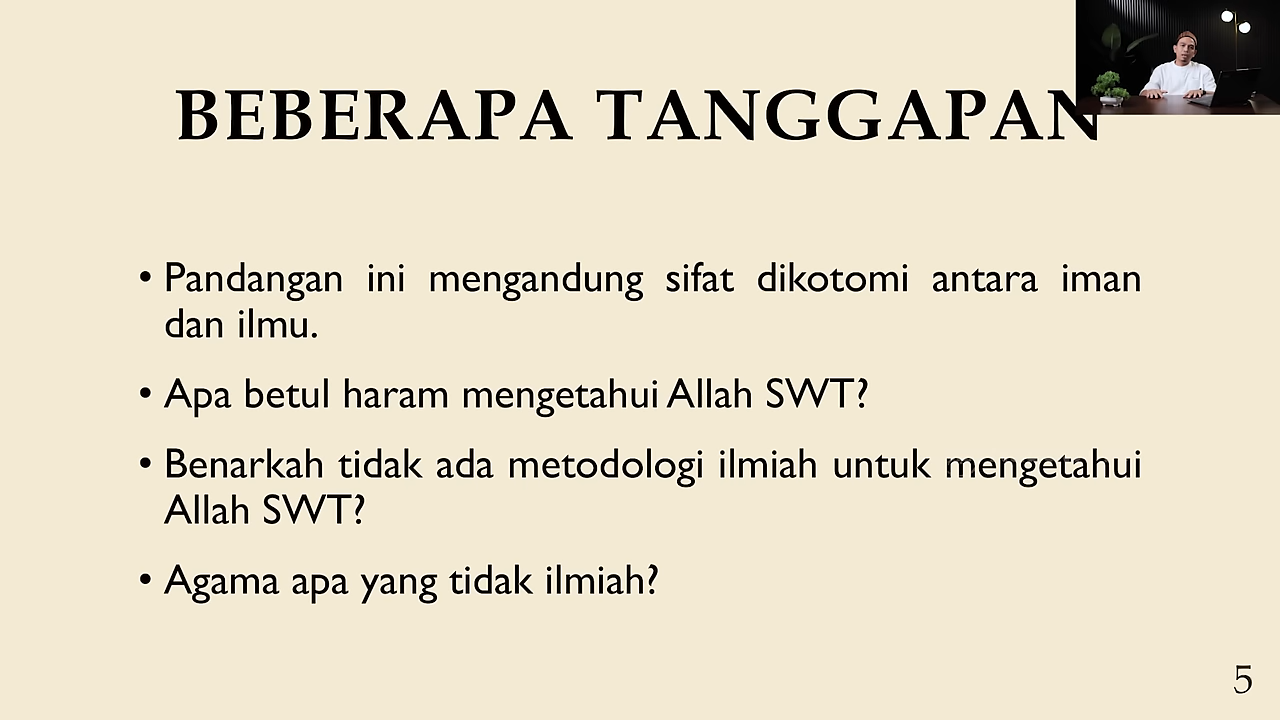 BEBERAPA TANGGAPAN
• Pandangan ini mengandung sifat dikotomi antara iman
dan ilmu.
• Apa betul haram mengetahui Allah SWT?
• Benarkah tidak ada metodologi ilmiah untuk mengetahui
Allah SWT?
• Agama apa yang tidak ilmiah?
5